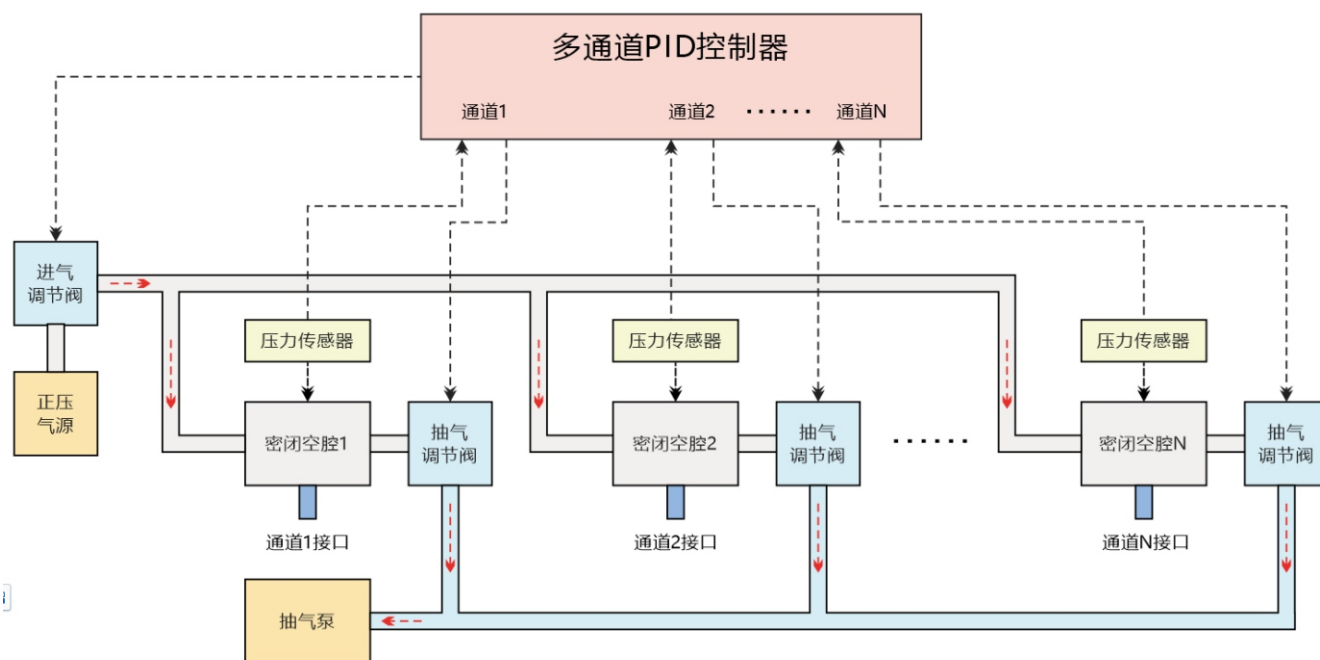 多通道PID控制器
通道1
通道2
······
通道N
进气
调节阀
压力传感器
压力传感器
压力传感器
正压
气源
密闭空腔1
抽气
调节阀
密闭空腔2
抽气
调节阀
······
密闭空腔N
抽气
调节阀
通道1接口
通道2接口
通道N接口
抽气泵